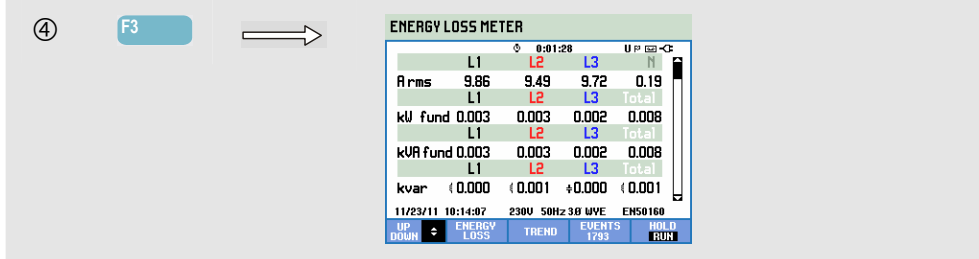 ④ F3
ENERGY LOSS METER
0:01:28 U
L1 L2 L3 N
A rms 9.86 9.49 9.72 0.19
L1 L2 L3 Total
kW fund 0.003 0.003 0.002 0.008
L1 L2 L3 Total
kVA fund 0.003 0.003 0.002 0.008
L1 L2 L3 Total
kvar 0.000 0.001 0.000 0.001
11/23/11 10:14:07 230V 50Hz 3Ø WYE EN50160
UP DOWN ENERGY LOSS TREND EVENTS 1793 HOLD RUN